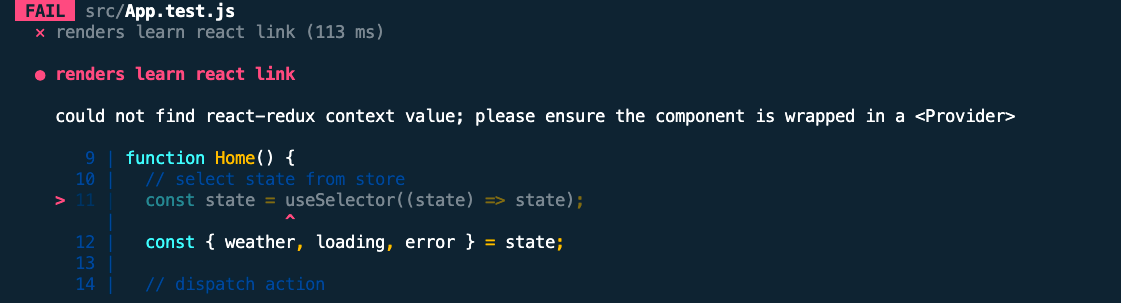 FAIL src/App.test.js
× renders learn react link (113 ms)
● renders learn react link
could not find react-redux context value; please ensure the component is wrapped in a <Provider>
9 | function Home() {
10 | // select state from store
> 11 | const state = useSelector((state) => state);
| ^
12 | const { weather, loading, error } = state;
13 |
14 | // dispatch action